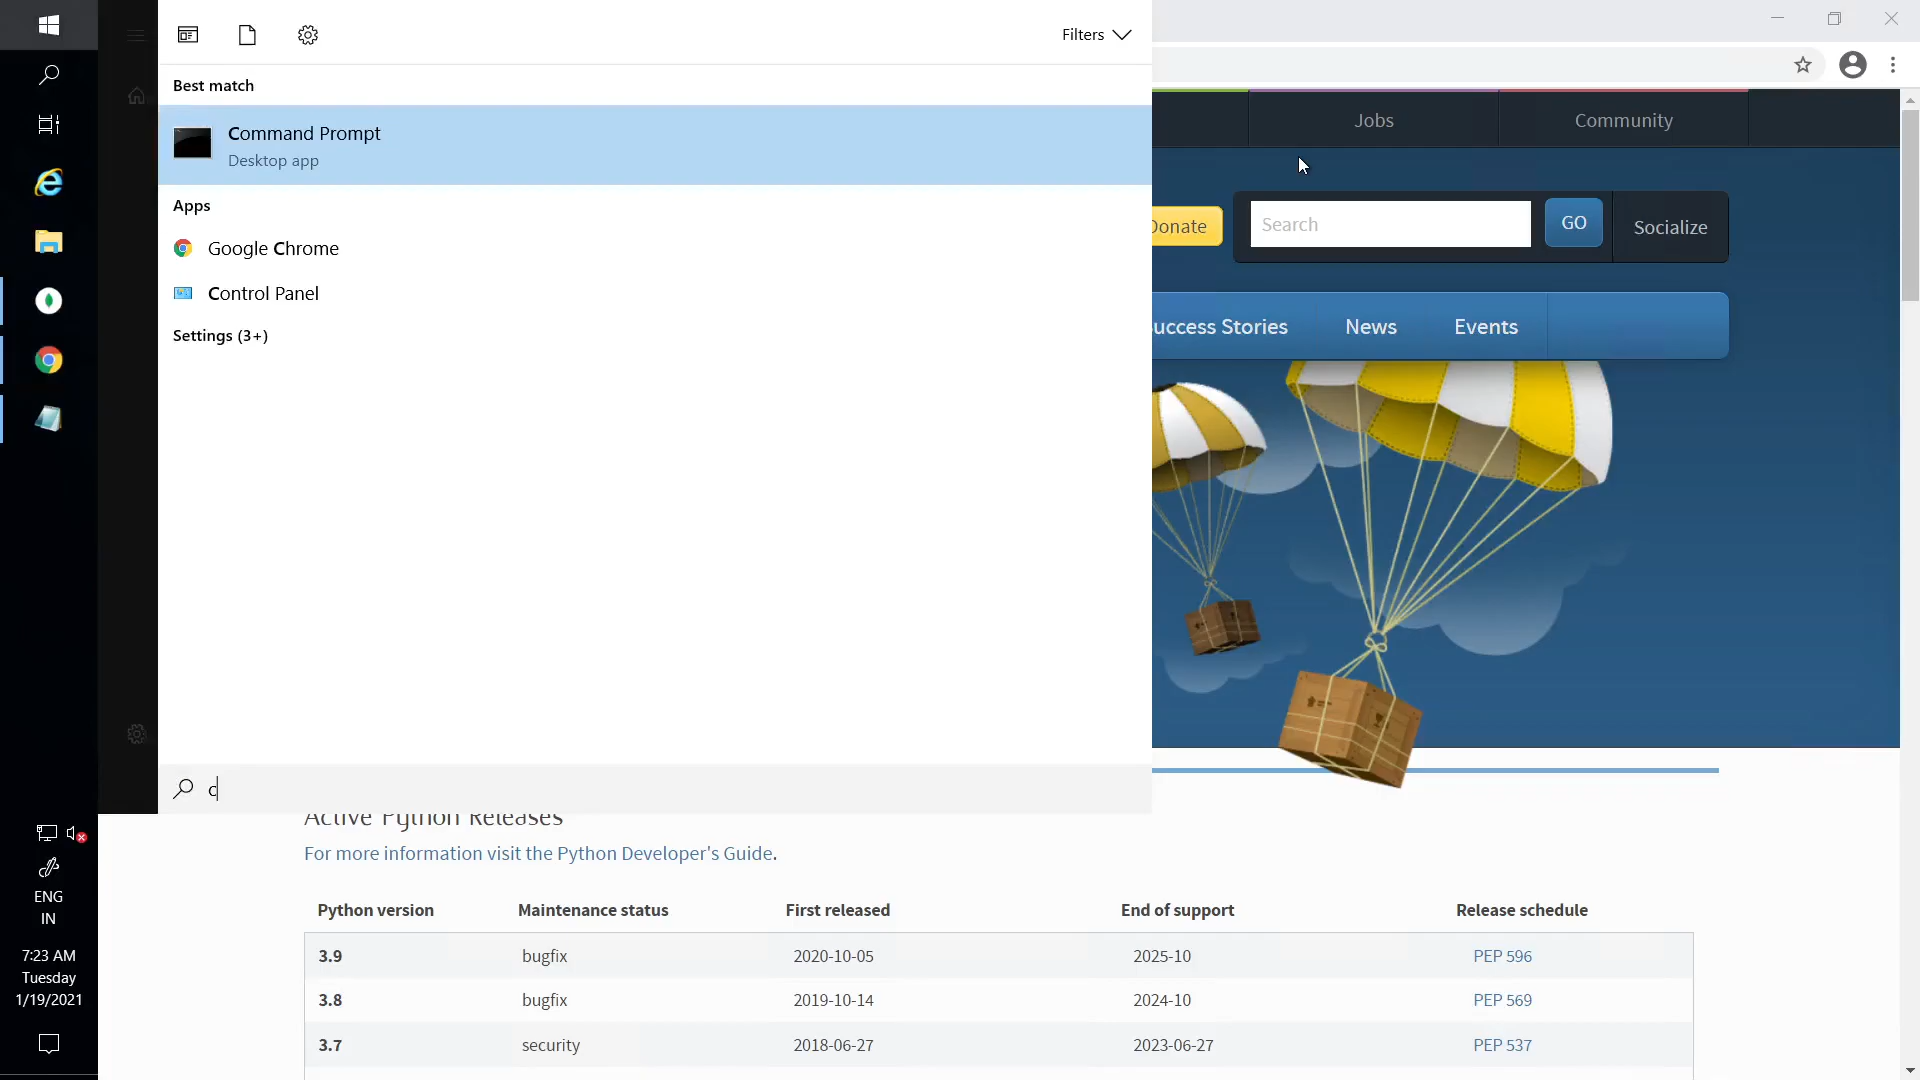 Filters
Best match
Command Prompt
Desktop app
Apps
Google Chrome
Control Panel
Settings (3+)
c
Jobs
Community
Donate
Search
GO
Socialize
Success Stories
News
Events
Active Python Releases
For more information visit the Python Developer's Guide.
Python version Maintenance status First released End of support Release schedule
3.9 bugfix 2020-10-05 2025-10 PEP 596
3.8 bugfix 2019-10-14 2024-10 PEP 569
3.7 security 2018-06-27 2023-06-27 PEP 537
ENG
IN
7:23 AM
Tuesday
1/19/2021